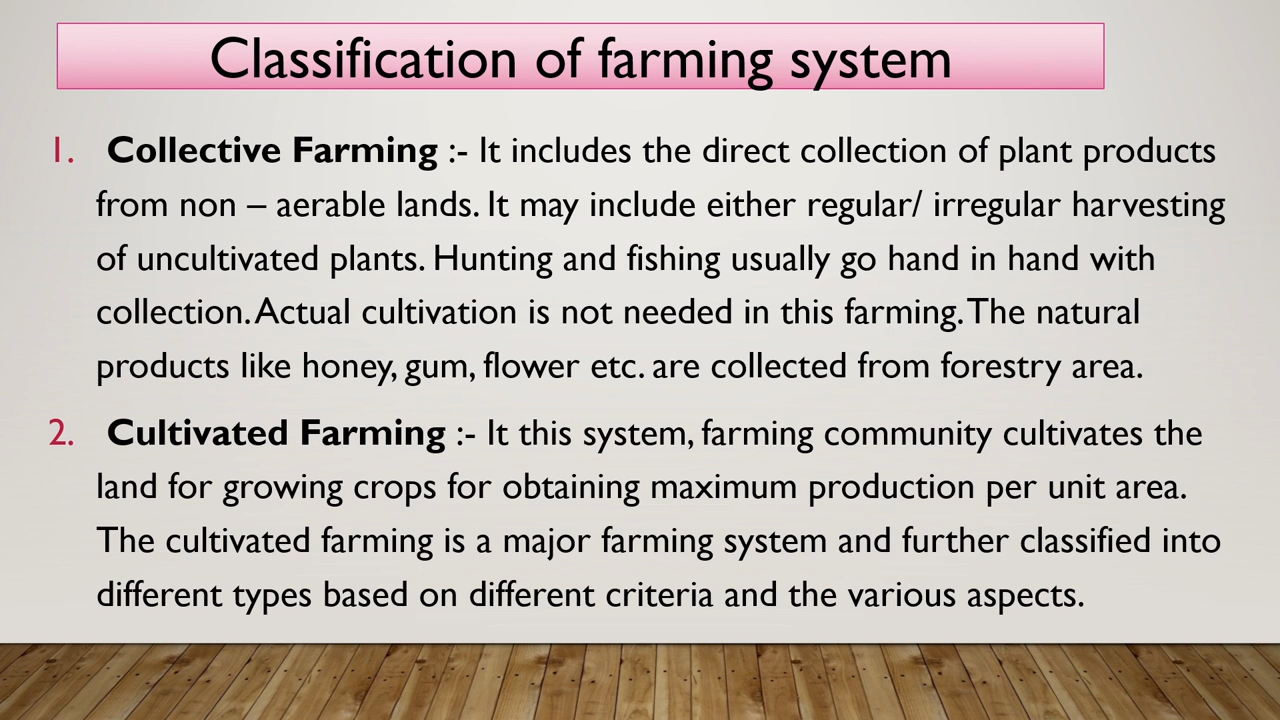 Classification of farming system
1. Collective Farming :- It includes the direct collection of plant products
from non – aerable lands. It may include either regular/ irregular harvesting
of uncultivated plants. Hunting and fishing usually go hand in hand with
collection. Actual cultivation is not needed in this farming. The natural
products like honey, gum, flower etc. are collected from forestry area.
2. Cultivated Farming :- It this system, farming community cultivates the
land for growing crops for obtaining maximum production per unit area.
The cultivated farming is a major farming system and further classified into
different types based on different criteria and the various aspects.